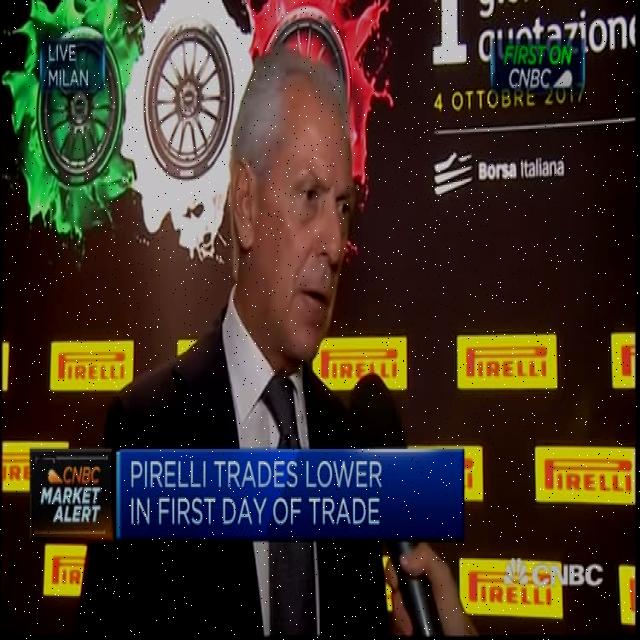 LIVE
MILAN
FIRST ON
CNBC
quotazione
4 OTTOBRE 2017
Borsa Italiana
PIRELLI
PIRELLI
PIRELLI
PIRELLI
CNBC
MARKET
ALERT
PIRELLI TRADES LOWER
IN FIRST DAY OF TRADE
PIRELLI
CNBC